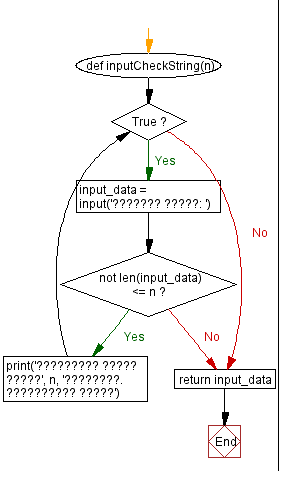 def inputCheckString(n)
True ?
Yes
input_data =
input('??????? ?????: ')
No
not len(input_data)
<= n ?
Yes
No
print('????????? ?????
?????', n, '????????.
?????????? ?????')
return input_data
End